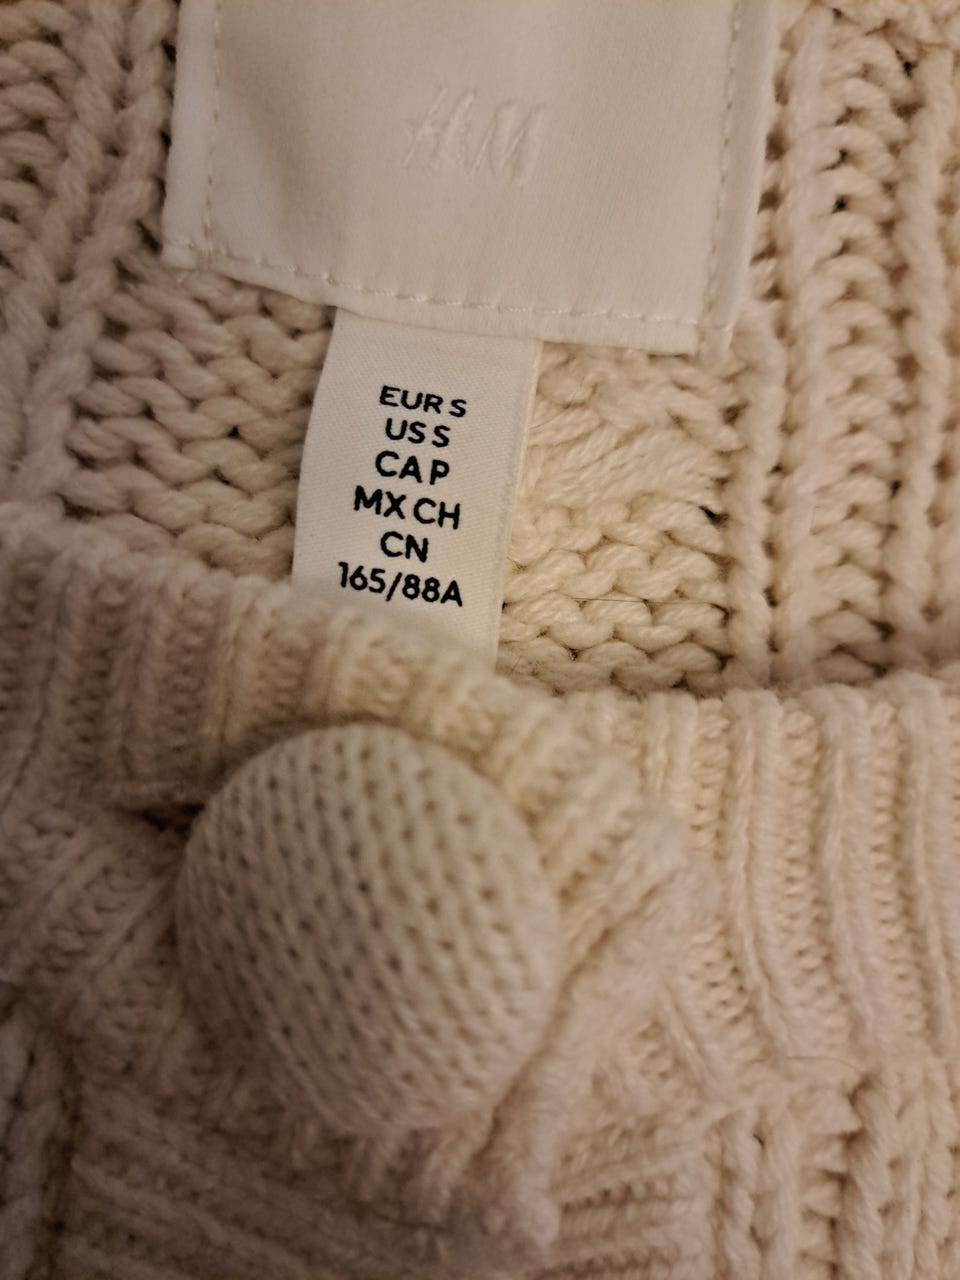 H&M
EUR S
US S
CA P
MX CH
CN
165/88A